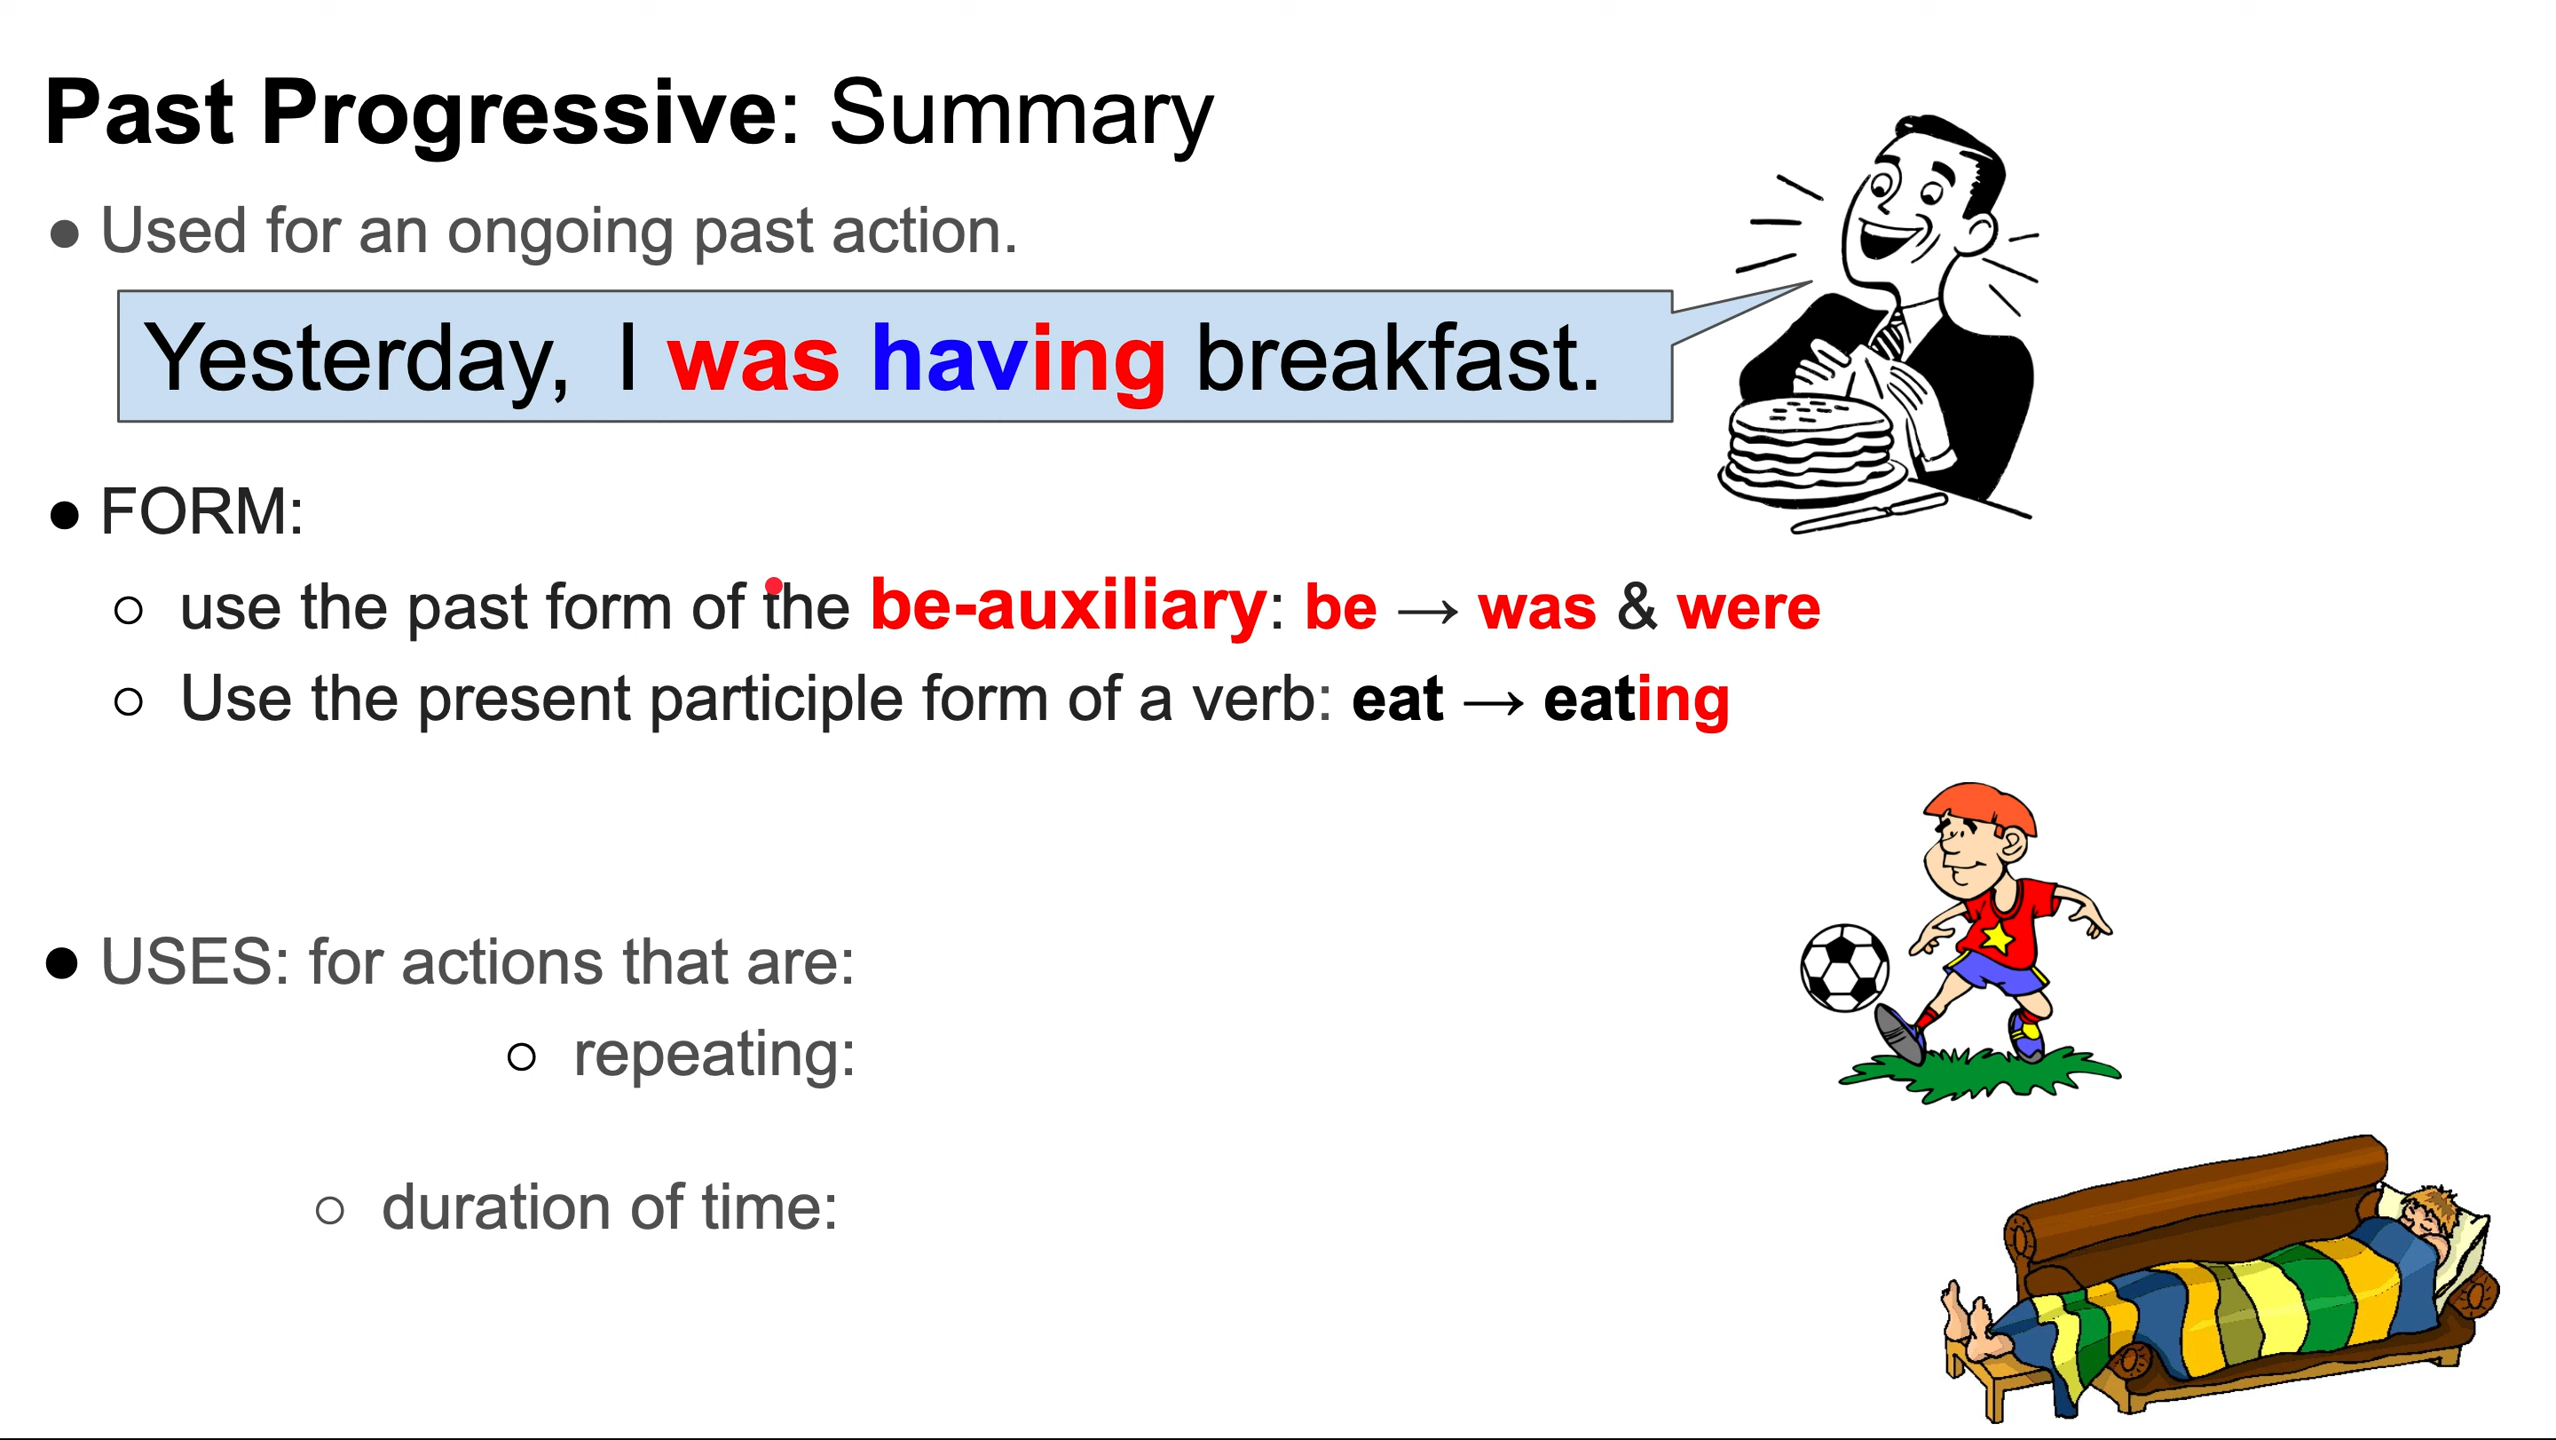 Past Progressive: Summary
● Used for an ongoing past action.
Yesterday, I was having breakfast.
● FORM:
○ use the past form of the be-auxiliary: be → was & were
○ Use the present participle form of a verb: eat → eating
● USES: for actions that are:
○ repeating:
○ duration of time: